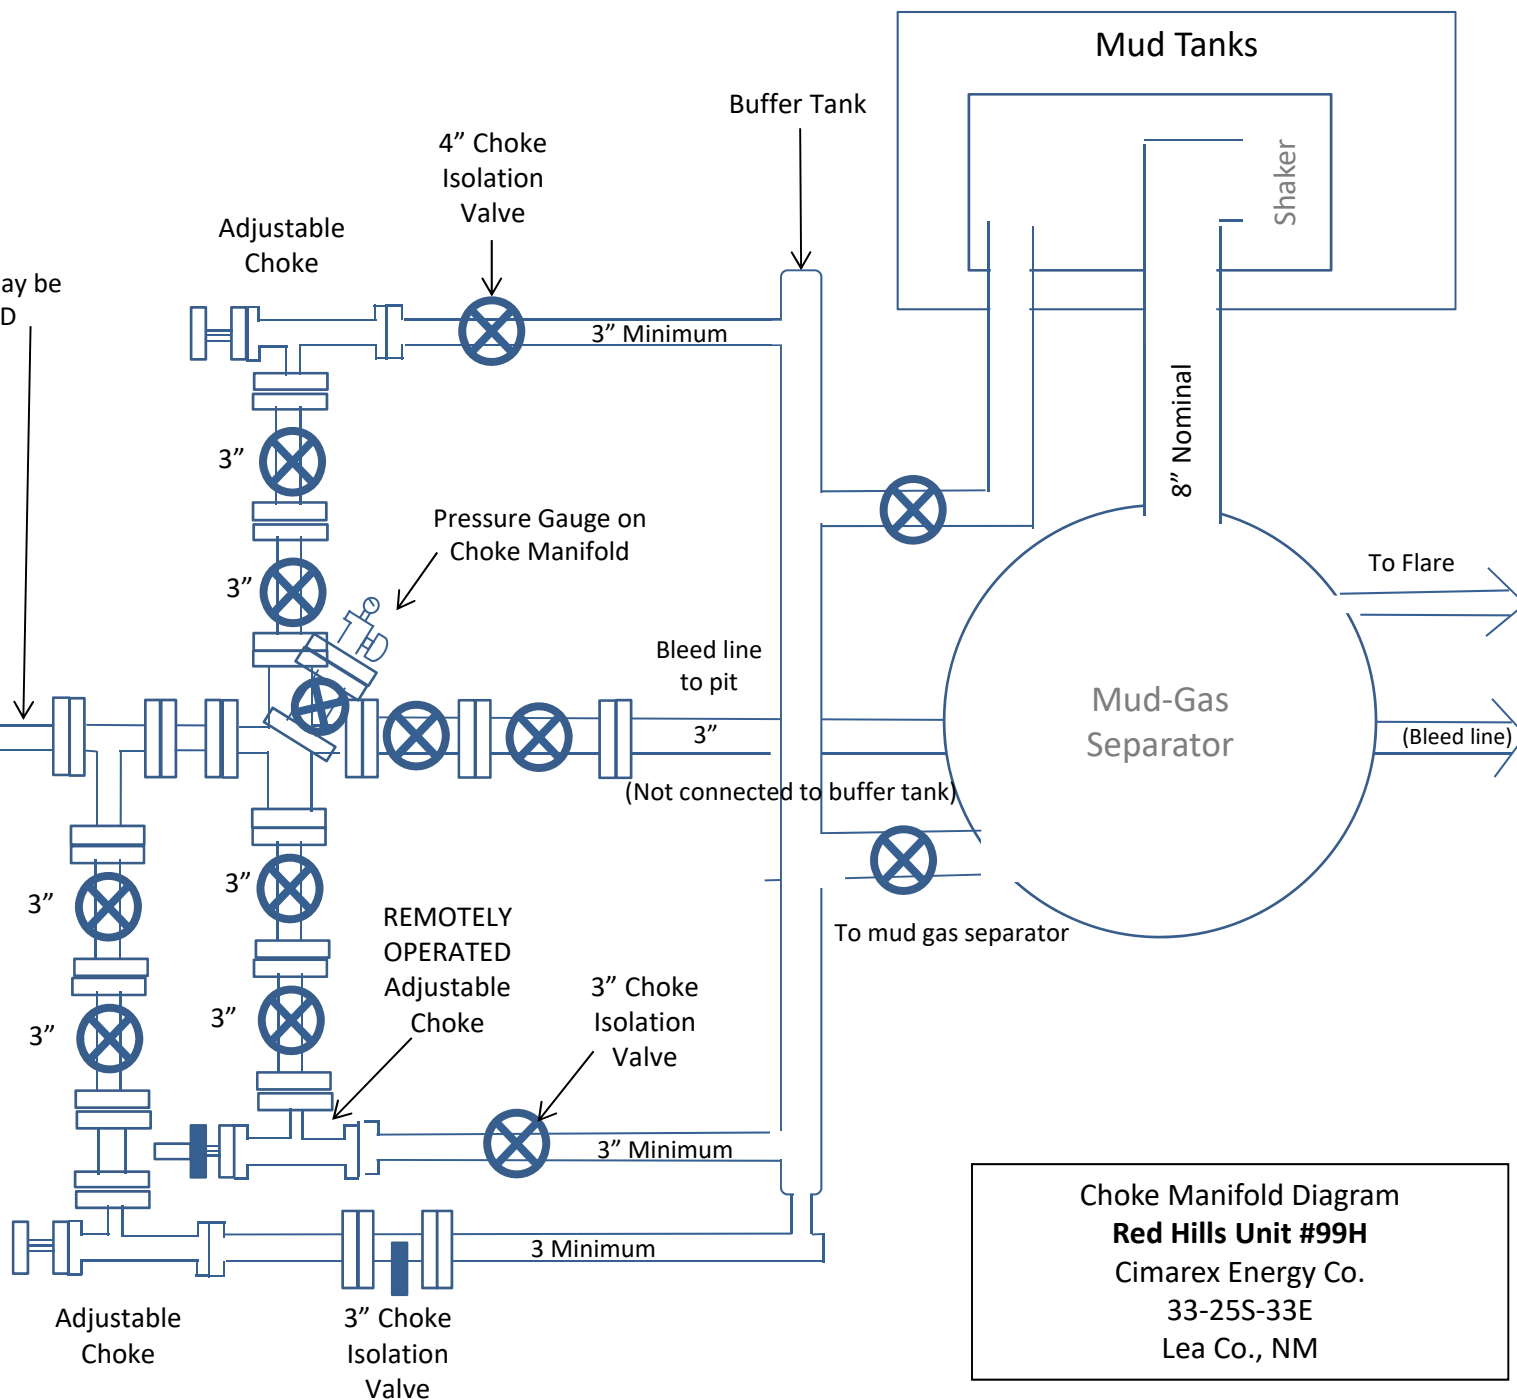 Mud Tanks
Shaker
Buffer Tank
4” Choke
Isolation
Valve
Adjustable
Choke
ay be
D
3” Minimum
8” Nominal
3”
3”
Pressure Gauge on
Choke Manifold
To Flare
Bleed line
to pit
3”
Mud-Gas
Separator
(Bleed line)
(Not connected to buffer tank)
To mud gas separator
3”
3”
3”
3”
REMOTELY
OPERATED
Adjustable
Choke
3” Choke
Isolation
Valve
3” Minimum
3 Minimum
Adjustable
Choke
3” Choke
Isolation
Valve
Choke Manifold Diagram
Red Hills Unit #99H
Cimarex Energy Co.
33-25S-33E
Lea Co., NM